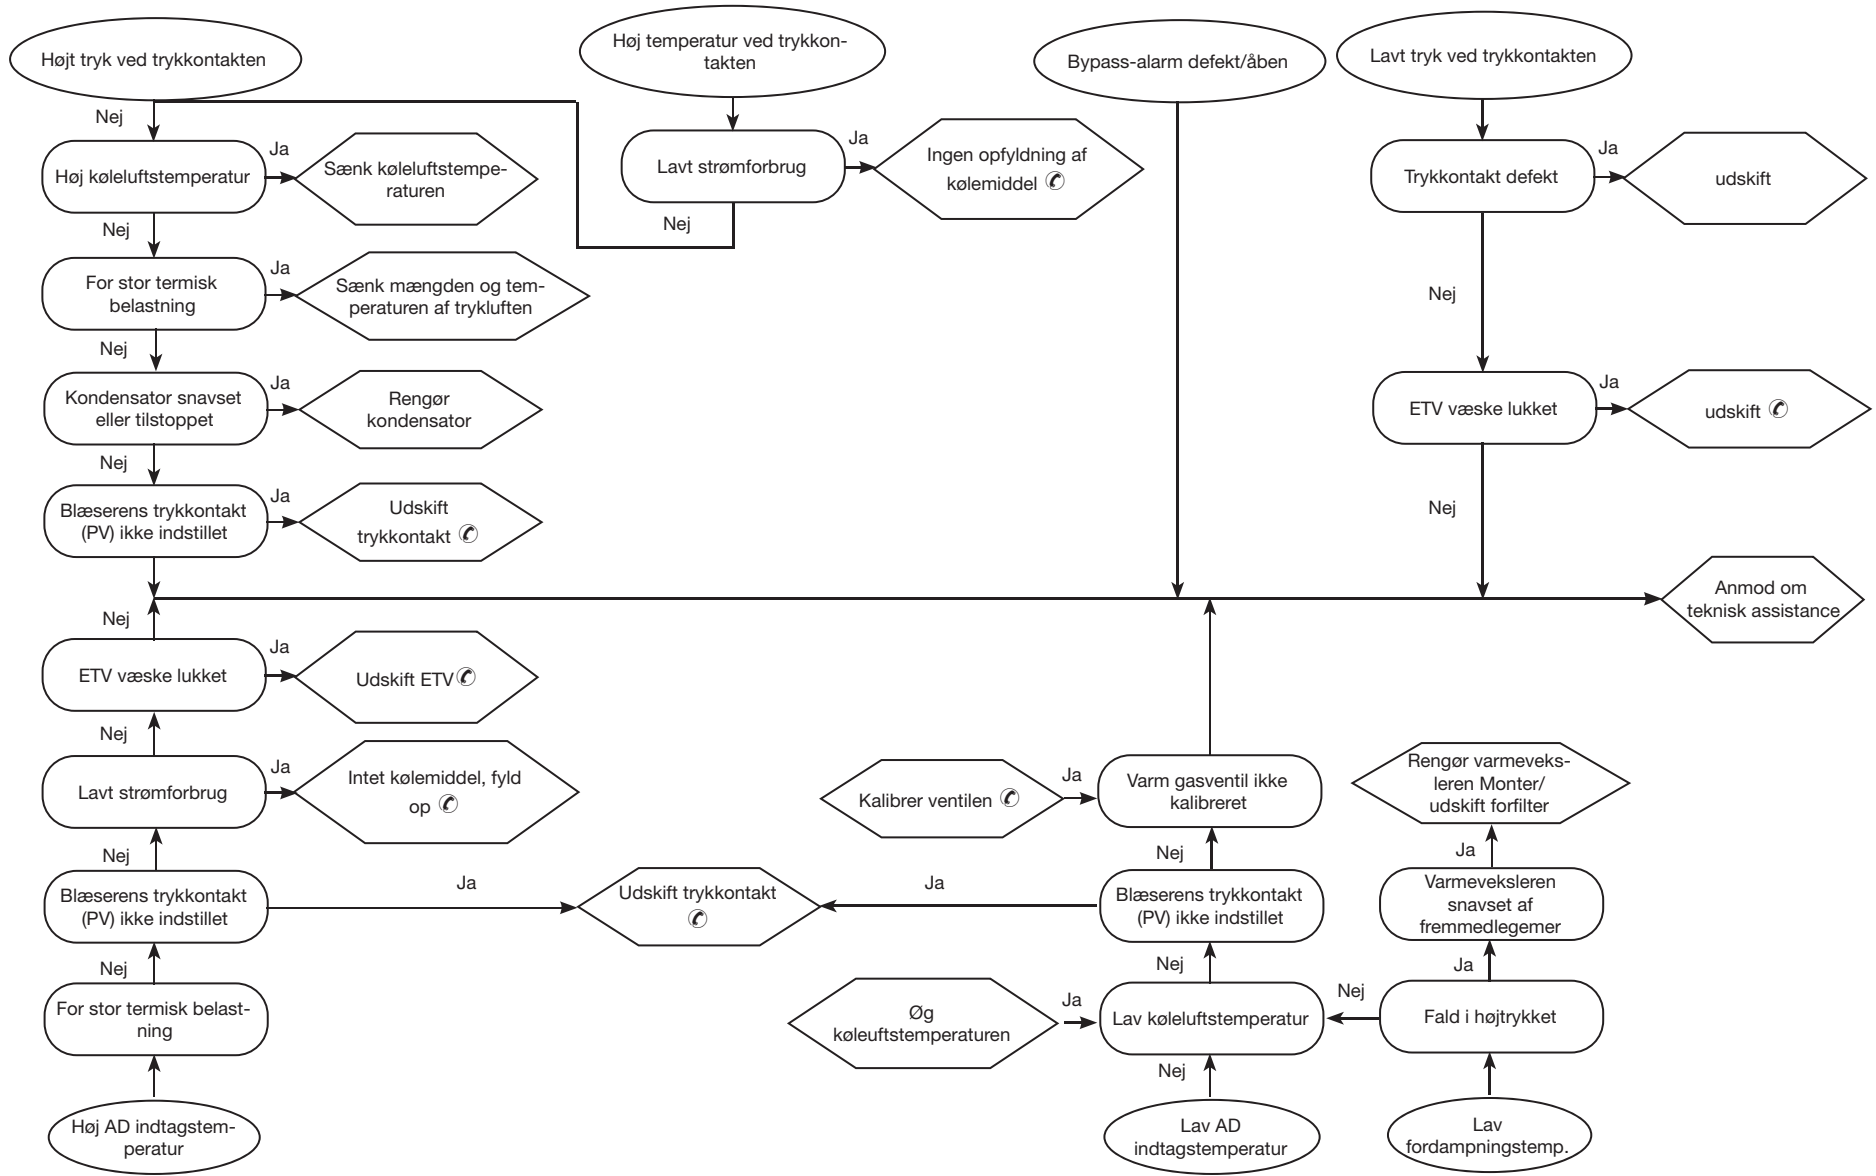 Højt tryk ved trykkontakten
Høj temperatur ved trykkon-
takten
Bypass-alarm defekt/åben
Lavt tryk ved trykkontakten
Nej
Høj køleluftstemperatur
Ja
Sænk køleluftstempe-
raturen
Lavt strømforbrug
Ja
Ingen opfyldning af
kølemiddel ✆
Nej
Trykkontakt defekt
Ja
udskift
Nej
For stor termisk
belastning
Ja
Sænk mængden og tem-
peraturen af trykluften
Nej
Nej
Kondensator snavset
eller tilstoppet
Ja
Rengør
kondensator
ETV væske lukket
Ja
udskift ✆
Nej
Blæserens trykkontakt
(PV) ikke indstillet
Ja
Udskift
trykkontakt ✆
Nej
Anmod om
teknisk assistance
Nej
ETV væske lukket
Ja
Udskift ETV ✆
Nej
Lavt strømforbrug
Ja
Intet kølemiddel, fyld
op ✆
Kalibrer ventilen ✆
Ja
Varm gasventil ikke
kalibreret
Rengør varmeveks-
leren Monter/
udskift forfilter
Nej
Blæserens trykkontakt
(PV) ikke indstillet
Ja
Udskift trykkontakt
✆
Ja
Nej
Blæserens trykkontakt
(PV) ikke indstillet
Ja
Varmeveksleren
snavset af
fremmedlegemer
Nej
For stor termisk belast-
ning
Øg
køleuftstemperaturen
Ja
Nej
Lav køleluftstemperatur
Nej
Ja
Fald i højtrykket
Nej
Høj AD indtagstem-
peratur
Lav AD
indtagstemperatur
Lav
fordampningstemp.